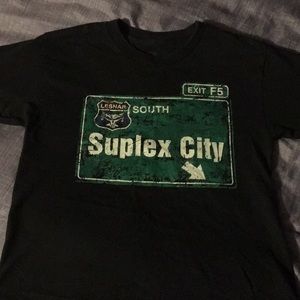 EXIT F5
LESNAR
SOUTH
Suplex City